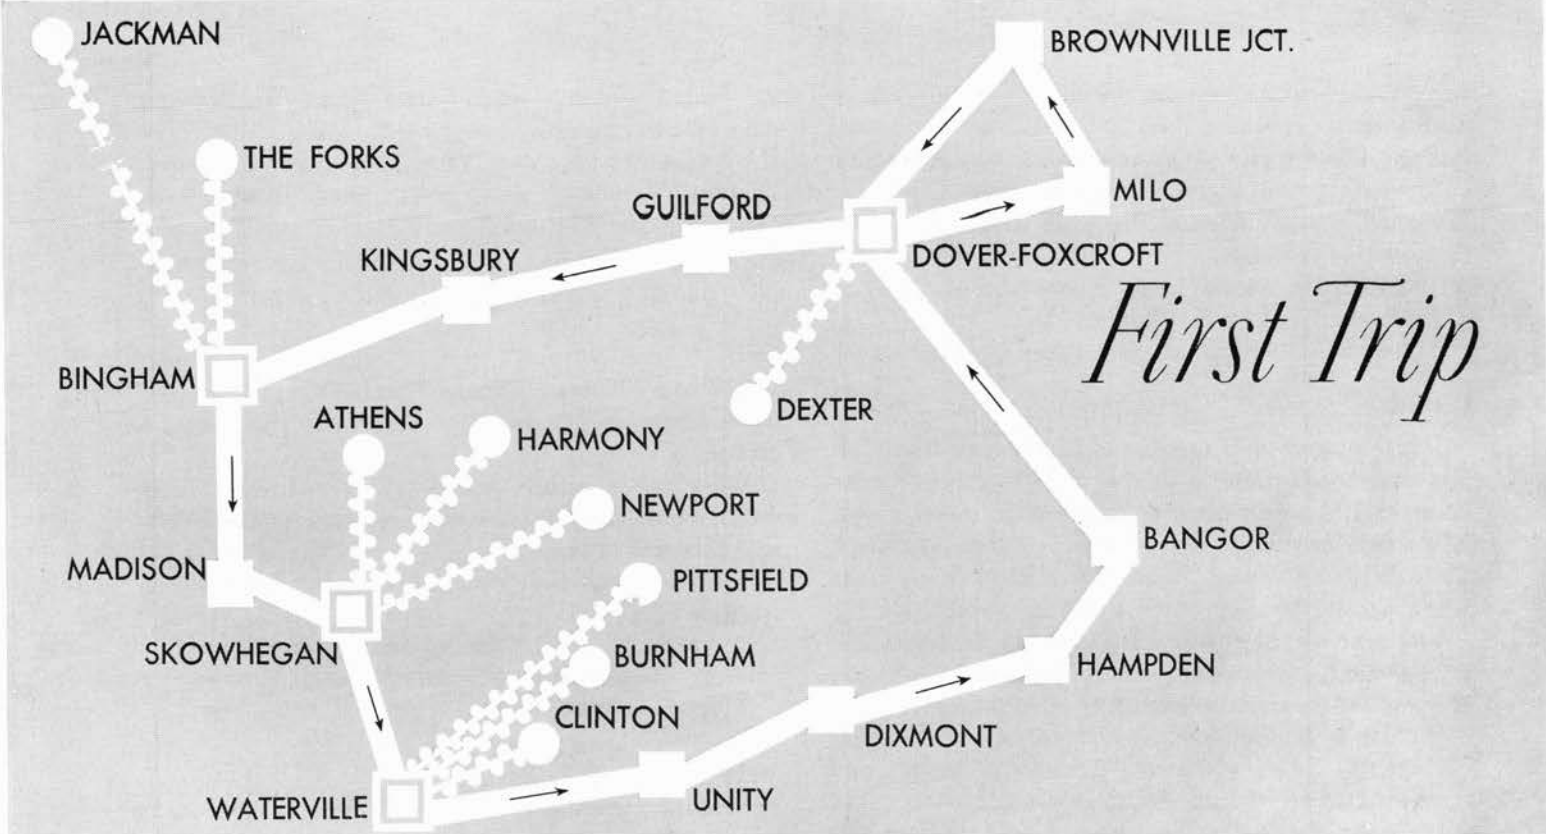 JACKMAN
BROWNVILLE JCT.
THE FORKS
MILO
GUILFORD
KINGSBURY
DOVER-FOXCROFT
First Trip
BINGHAM
DEXTER
ATHENS
HARMONY
NEWPORT
BANGOR
MADISON
PITTSFIELD
SKOWHEGAN
BURNHAM
HAMPDEN
CLINTON
DIXMONT
UNITY
WATERVILLE